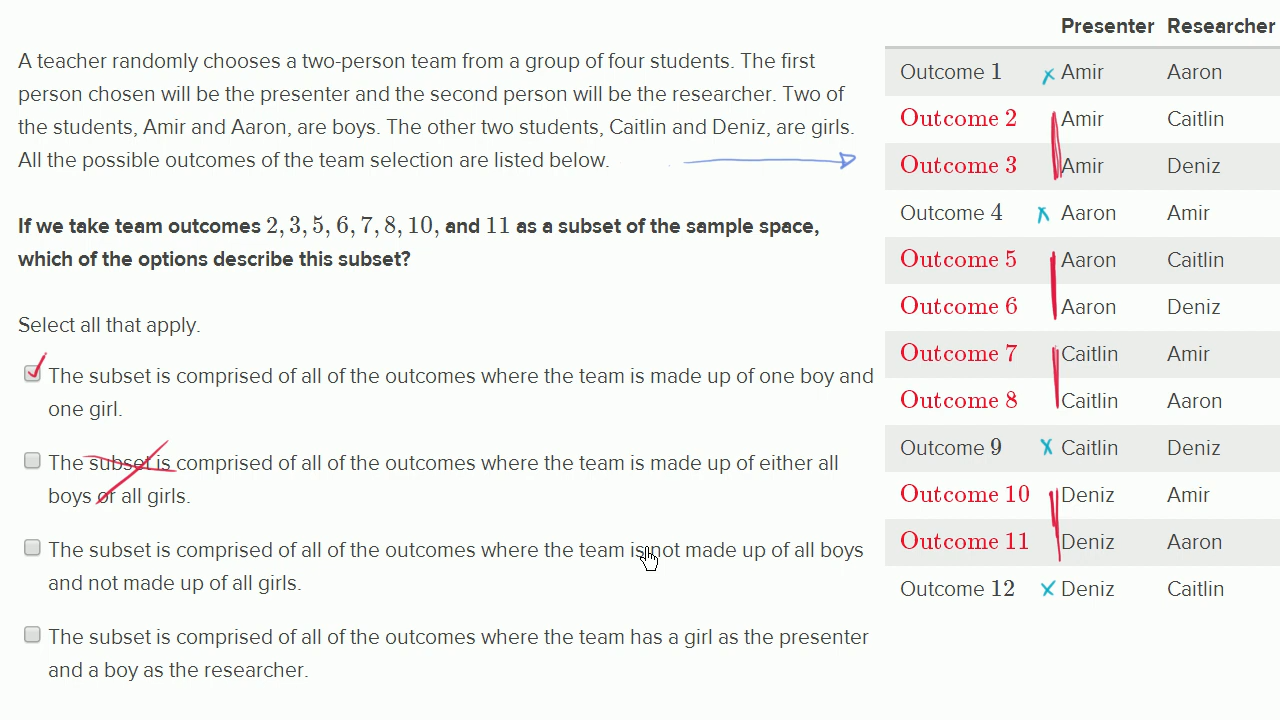 A teacher randomly chooses a two-person team from a group of four students. The first
person chosen will be the presenter and the second person will be the researcher. Two of
the students, Amir and Aaron, are boys. The other two students, Caitlin and Deniz, are girls.
All the possible outcomes of the team selection are listed below.
If we take team outcomes 2, 3, 5, 6, 7, 8, 10, and 11 as a subset of the sample space,
which of the options describe this subset?
Select all that apply.
The subset is comprised of all of the outcomes where the team is made up of one boy and
one girl.
The subset is comprised of all of the outcomes where the team is made up of either all
boys or all girls.
The subset is comprised of all of the outcomes where the team is not made up of all boys
and not made up of all girls.
The subset is comprised of all of the outcomes where the team has a girl as the presenter
and a boy as the researcher.
Presenter Researcher
Outcome 1 Amir Aaron
Outcome 2 Amir Caitlin
Outcome 3 Amir Deniz
Outcome 4 Aaron Amir
Outcome 5 Aaron Caitlin
Outcome 6 Aaron Deniz
Outcome 7 Caitlin Amir
Outcome 8 Caitlin Aaron
Outcome 9 Caitlin Deniz
Outcome 10 Deniz Amir
Outcome 11 Deniz Aaron
Outcome 12 Deniz Caitlin